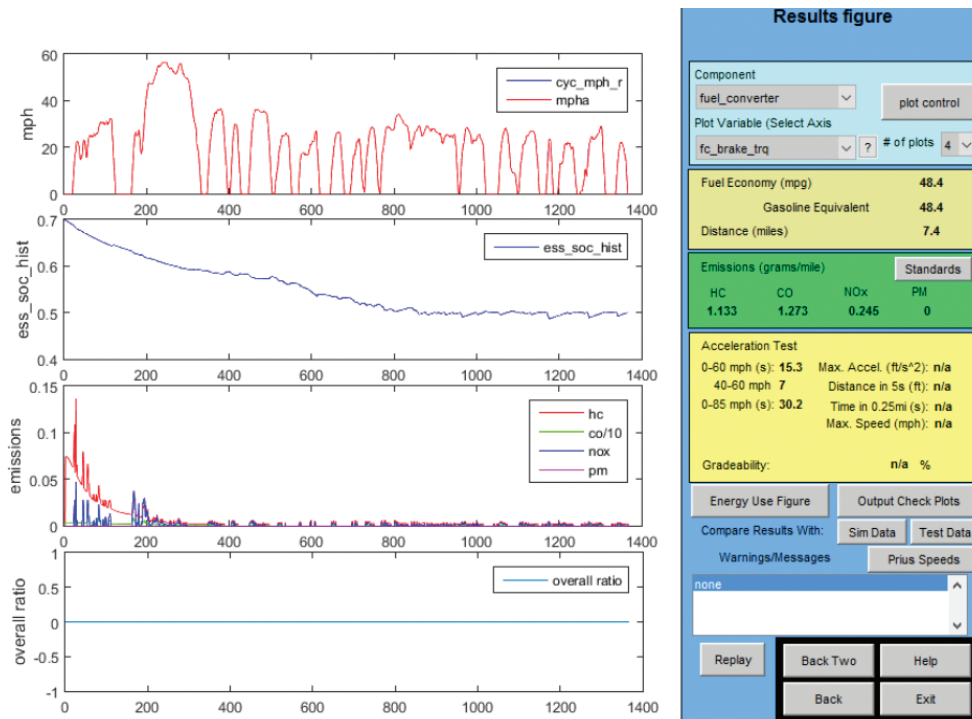 60
40
20
0
mph
cyc_mph_r
mpha
0 200 400 600 800 1000 1200 1400
0.7
0.6
0.5
0.4
ess_soc_hist
ess_soc_hist
0 200 400 600 800 1000 1200 1400
0.15
0.1
0.05
0
emissions
hc
co/10
nox
pm
0 200 400 600 800 1000 1200 1400
1
0.5
0
-0.5
-1
overall ratio
overall ratio
0 200 400 600 800 1000 1200 1400
Results figure
Component
fuel_converter
plot control
Plot Variable (Select Axis
fc_brake_trq ? # of plots 4
Fuel Economy (mpg) 48.4
Gasoline Equivalent 48.4
Distance (miles) 7.4
Emissions (grams/mile) Standards
HC CO NOx PM
1.133 1.273 0.245 0
Acceleration Test
0-60 mph (s): 15.3 Max. Accel. (ft/s^2): n/a
40-60 mph 7 Distance in 5s (ft): n/a
0-85 mph (s): 30.2 Time in 0.25mi (s): n/a
Max. Speed (mph): n/a
Gradeability: n/a %
Energy Use Figure Output Check Plots
Compare Results With: Sim Data Test Data
Warnings/Messages Prius Speeds
none
Replay Back Two Help
Back Exit